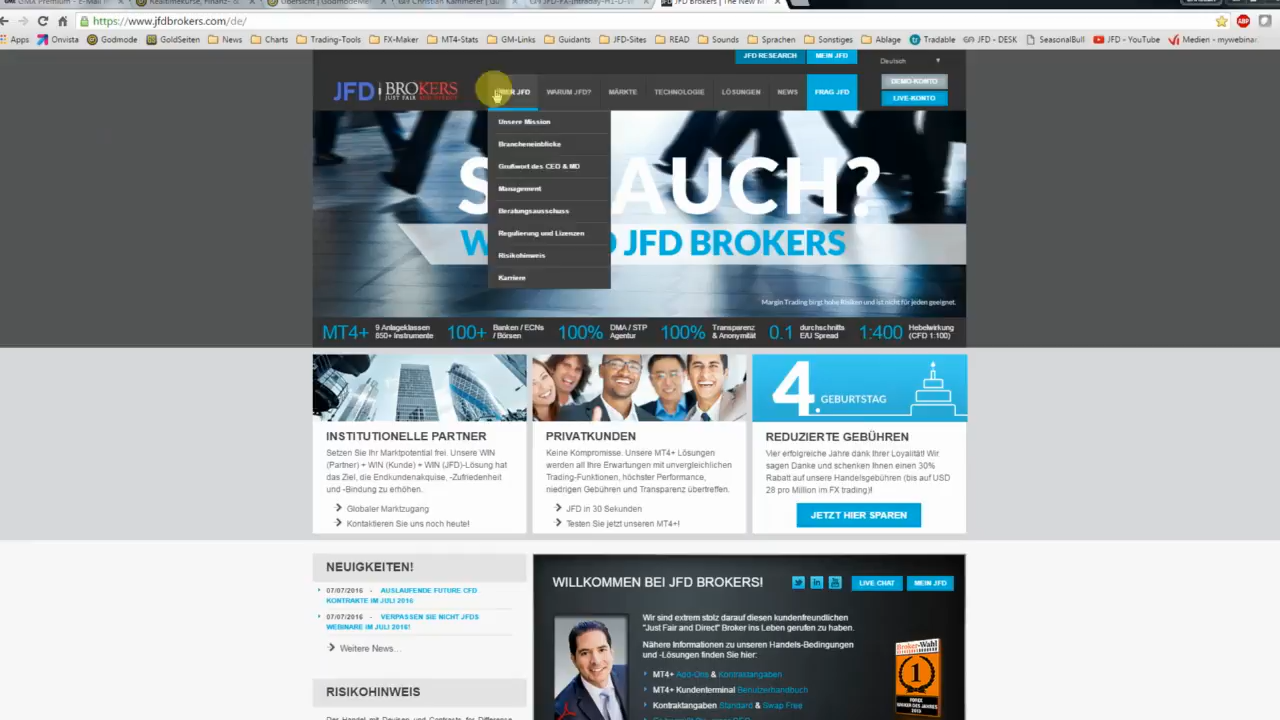 https://www.jfdbrokers.com/de/
Apps Onvista Godmode GoldSeiten News Charts Trading-Tools FX-Maker MT4-Stats GM-Links Guidants JFD-Sites READ Sounds Sprachen Sonstiges Ablage Tradable JFD - DESK SeasonalBull JFD - YouTube Medien - mywebinar
JFD RESEARCH MEIN JFD Deutsch
JFD BROKERS
JUST FAIR AND DIRECT
JFD WARUM JFD? MÄRKTE TECHNOLOGIE LÖSUNGEN NEWS FRAG JFD
DEMO-KONTO
LIVE-KONTO
Unsere Mission
Brancheneinblicke
Grußwort des CEO & MD
Management
Beratungsausschuss
Regulierung und Lizenzen
Risikohinweis
Karriere
AUCH?
JFD BROKERS
Margin Trading birgt hohe Risiken und ist nicht für jeden geeignet.
MT4+ 9 Anlageklassen 850+ Instrumente
100+ Banken / ECNs / Börsen
100% DMA / STP Agentur
100% Transparenz & Anonymität
0.1 durchschnitts E/U Spread
1:400 Hebelwirkung (CFD 1:100)
INSTITUTIONELLE PARTNER
Setzen Sie Ihr Marktpotential frei. Unsere WIN
(Partner) + WIN (Kunde) + WIN (JFD)-Lösung hat
das Ziel, die Endkundenakquise, -Zufriedenheit
und -Bindung zu erhöhen.
Globaler Marktzugang
Kontaktieren Sie uns noch heute!
PRIVATKUNDEN
Keine Kompromisse. Unsere MT4+ Lösungen
werden all Ihre Erwartungen mit unvergleichlichen
Trading-Funktionen, höchster Performance,
niedrigen Gebühren und Transparenz übertreffen.
JFD in 30 Sekunden
Testen Sie jetzt unseren MT4+!
4. GEBURTSTAG
REDUZIERTE GEBÜHREN
Vier erfolgreiche Jahre dank Ihrer Loyalität! Wir
sagen Danke und schenken Ihnen einen 30%
Rabatt auf unsere Handelsgebühren (bis auf USD
28 pro Million im FX trading)!
JETZT HIER SPAREN
NEUIGKEITEN!
07/07/2016 - AUSLAUFENDE FUTURE CFD
KONTRAKTE IM JULI 2016
07/07/2016 - VERPASSEN SIE NICHT JFDS
WEBINARE IM JULI 2016!
Weitere News...
RISIKOHINWEIS
WILLKOMMEN BEI JFD BROKERS!
LIVE CHAT MEIN JFD
Wir sind extrem stolz darauf diesen kundenfreundlichen
"Just Fair and Direct" Broker ins Leben gerufen zu haben.
Nähere Informationen zu unseren Handels-Bedingungen
und -Lösungen finden Sie hier:
MT4+ Add-Ons & Kontraktangaben
MT4+ Kundenterminal Benutzerhandbuch
Kontraktangaben Standard & Swap Free
Broker-Wahl
1